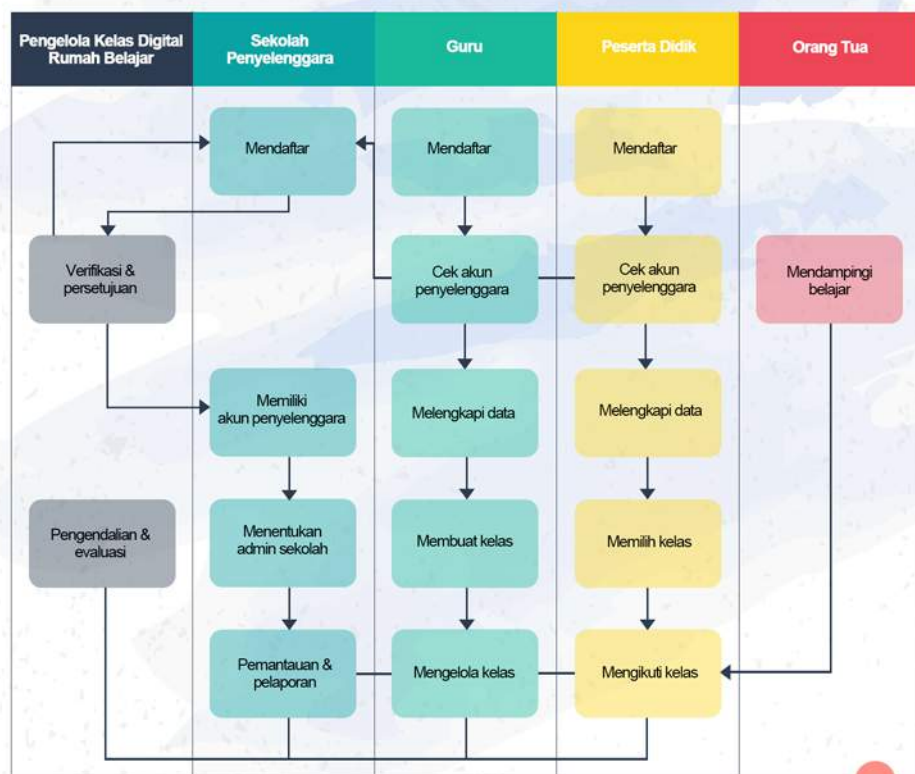 Pengelola Kelas Digital
Rumah Belajar
Sekolah
Penyelenggara
Guru
Peserta Didik
Orang Tua
Mendaftar
Mendaftar
Mendaftar
Verifikasi &
persetujuan
Cek akun
penyelenggara
Cek akun
penyelenggara
Mendampingi
belajar
Memiliki
akun penyelenggara
Melengkapi data
Melengkapi data
Pengendalian &
evaluasi
Menentukan
admin sekolah
Membuat kelas
Memilih kelas
Pemantauan &
pelaporan
Mengelola kelas
Mengikuti kelas